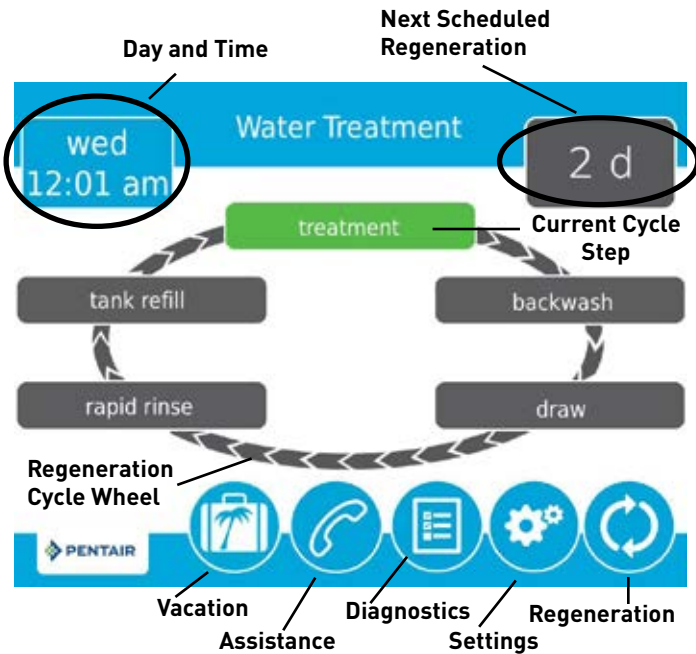 Next Scheduled
Regeneration
Day and Time
wed
12:01 am
Water Treatment
2 d
treatment
Current Cycle
Step
tank refill
backwash
rapid rinse
draw
Regeneration
Cycle Wheel
PENTAIR
Vacation
Assistance
Diagnostics
Settings
Regeneration